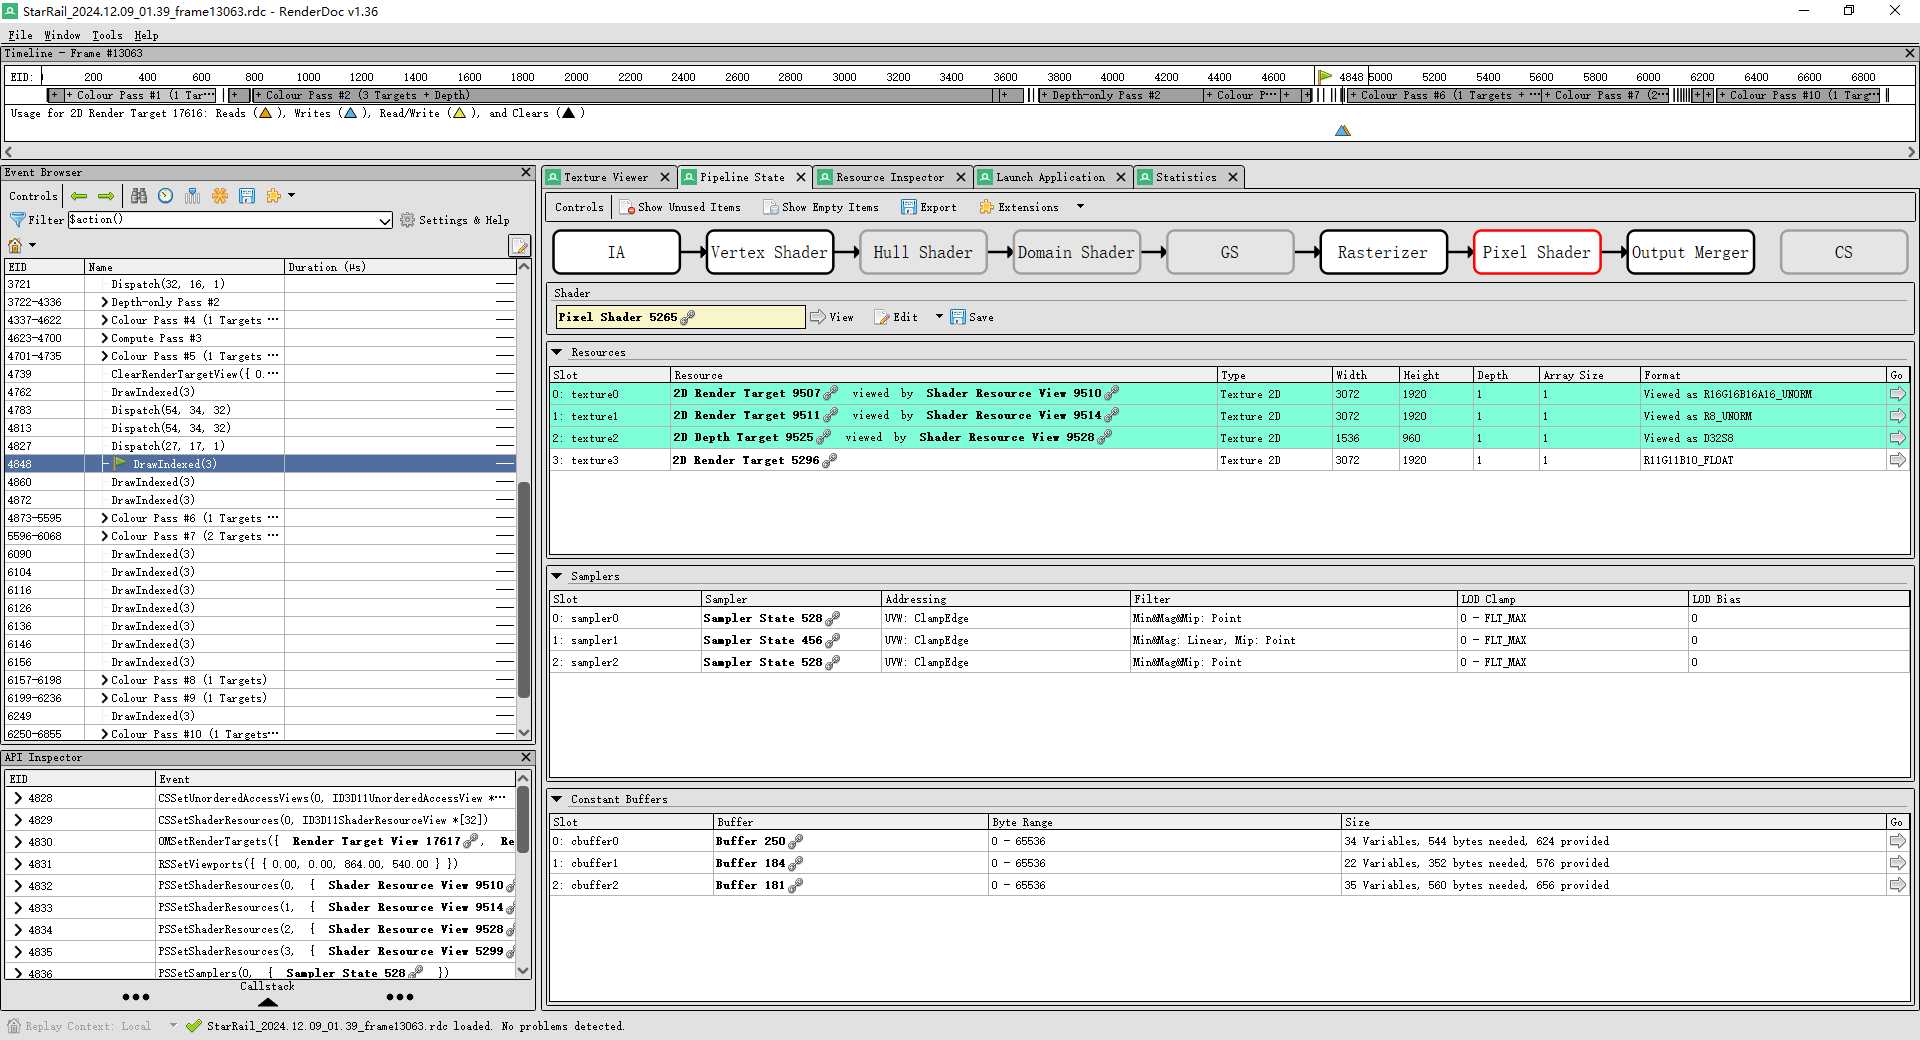 StarRail_2024.12.09_01.39_frame13063.rdc - RenderDoc v1.36
File Window Tools Help
Timeline - Frame #13063
EID: 200 400 600 800 1000 1200 1400 1600 1800 2000 2200 2400 2600 2800 3000 3200 3400 3600 3800 4000 4200 4400 4600 4848 5000 5200 5400 5600 5800 6000 6200 6400 6600 6800
+ + Colour Pass #1 (1 Tar··· + + Colour Pass #2 (3 Targets + Depth) + + Depth-only Pass #2 + Colour P··· + + + Colour Pass #6 (1 Targets + ··· + Colour Pass #7 (2··· + + + Colour Pass #10 (1 Targ···
Usage for 2D Render Target 17616: Reads ( ), Writes ( ), Read/Write ( ), and Clears ( )
Event Browser
Controls
Filter $action() Settings & Help
EID Name Duration (μs)
3721 Dispatch(32, 16, 1)
3722-4336 Depth-only Pass #2
4337-4622 Colour Pass #4 (1 Targets ···
4623-4700 Compute Pass #3
4701-4735 Colour Pass #5 (1 Targets ···
4739 ClearRenderTargetView({ 0.···
4762 DrawIndexed(3)
4783 Dispatch(54, 34, 32)
4813 Dispatch(54, 34, 32)
4827 Dispatch(27, 17, 1)
4848 DrawIndexed(3)
4860 DrawIndexed(3)
4872 DrawIndexed(3)
4873-5595 Colour Pass #6 (1 Targets ···
5596-6068 Colour Pass #7 (2 Targets ···
6090 DrawIndexed(3)
6104 DrawIndexed(3)
6116 DrawIndexed(3)
6126 DrawIndexed(3)
6136 DrawIndexed(3)
6146 DrawIndexed(3)
6156 DrawIndexed(3)
6157-6198 Colour Pass #8 (1 Targets)
6199-6236 Colour Pass #9 (1 Targets)
6249 DrawIndexed(3)
6250-6855 Colour Pass #10 (1 Targets···
API Inspector
EID Event
4828 CSSetUnorderedAccessViews(0, ID3D11UnorderedAccessView *···
4829 CSSetShaderResources(0, ID3D11ShaderResourceView *[32])
4830 OMSetRenderTargets({ Render Target View 17617 , Re
4831 RSSetViewports({ { 0.00, 0.00, 864.00, 540.00 } })
4832 PSSetShaderResources(0, { Shader Resource View 9510
4833 PSSetShaderResources(1, { Shader Resource View 9514
4834 PSSetShaderResources(2, { Shader Resource View 9528
4835 PSSetShaderResources(3, { Shader Resource View 5299
4836 PSSetSamplers(0, { Sampler State 528 })
Callstack
Texture Viewer Pipeline State Resource Inspector Launch Application Statistics
Controls Show Unused Items Show Empty Items Export Extensions
IA Vertex Shader Hull Shader Domain Shader GS Rasterizer Pixel Shader Output Merger CS
Shader
Pixel Shader 5265 View Edit Save
Resources
Slot Resource Type Width Height Depth Array Size Format Go
0: texture0 2D Render Target 9507 viewed by Shader Resource View 9510 Texture 2D 3072 1920 1 1 Viewed as R16G16B16A16_UNORM
1: texture1 2D Render Target 9511 viewed by Shader Resource View 9514 Texture 2D 3072 1920 1 1 Viewed as R8_UNORM
2: texture2 2D Depth Target 9525 viewed by Shader Resource View 9528 Texture 2D 1536 960 1 1 Viewed as D32S8
3: texture3 2D Render Target 5296 Texture 2D 3072 1920 1 1 R11G11B10_FLOAT
Samplers
Slot Sampler Addressing Filter LOD Clamp LOD Bias
0: sampler0 Sampler State 528 UVW: ClampEdge Min&Mag&Mip: Point 0 - FLT_MAX 0
1: sampler1 Sampler State 456 UVW: ClampEdge Min&Mag: Linear, Mip: Point 0 - FLT_MAX 0
2: sampler2 Sampler State 528 UVW: ClampEdge Min&Mag&Mip: Point 0 - FLT_MAX 0
Constant Buffers
Slot Buffer Byte Range Size Go
0: cbuffer0 Buffer 250 0 - 65536 34 Variables, 544 bytes needed, 624 provided
1: cbuffer1 Buffer 184 0 - 65536 22 Variables, 352 bytes needed, 576 provided
2: cbuffer2 Buffer 181 0 - 65536 35 Variables, 560 bytes needed, 656 provided
Replay Context: Local StarRail_2024.12.09_01.39_frame13063.rdc loaded. No problems detected.